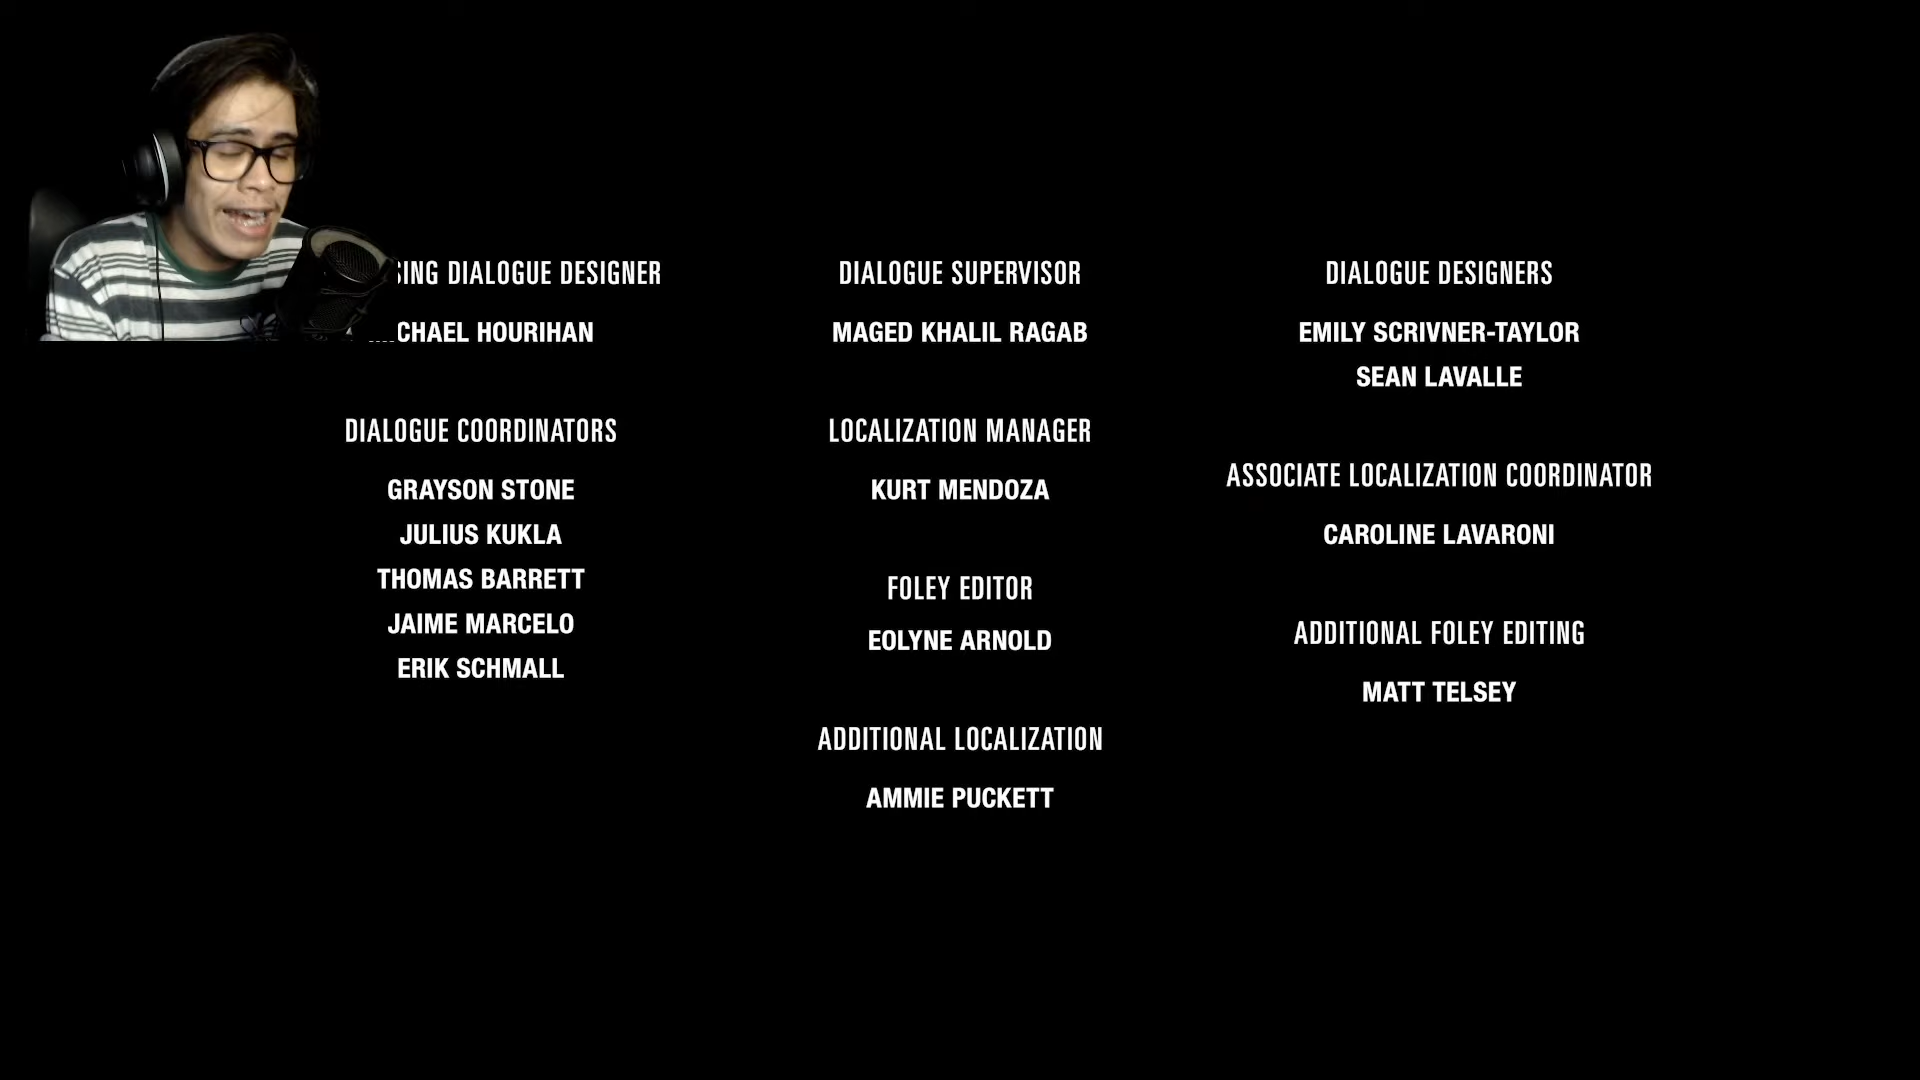 DIALOGUE DESIGNER
HOURIHAN
DIALOGUE COORDINATORS
GRAYSON STONE
JULIUS KUKLA
THOMAS BARRETT
JAIME MARCELO
ERIK SCHMALL
DIALOGUE SUPERVISOR
MAGED KHALIL RAGAB
LOCALIZATION MANAGER
KURT MENDOZA
FOLEY EDITOR
EOLYNE ARNOLD
ADDITIONAL LOCALIZATION
AMMIE PUCKETT
DIALOGUE DESIGNERS
EMILY SCRIVNER-TAYLOR
SEAN LAVALLE
ASSOCIATE LOCALIZATION COORDINATOR
CAROLINE LAVARONI
ADDITIONAL FOLEY EDITING
MATT TELSEY